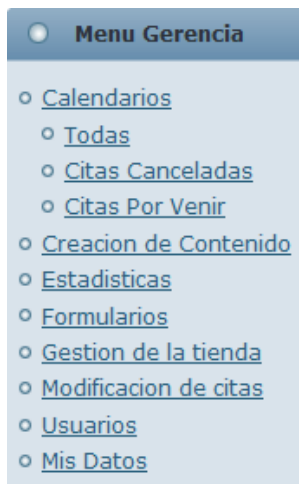 Menu Gerencia
Calendarios
Todas
Citas Canceladas
Citas Por Venir
Creacion de Contenido
Estadisticas
Formularios
Gestion de la tienda
Modificacion de citas
Usuarios
Mis Datos